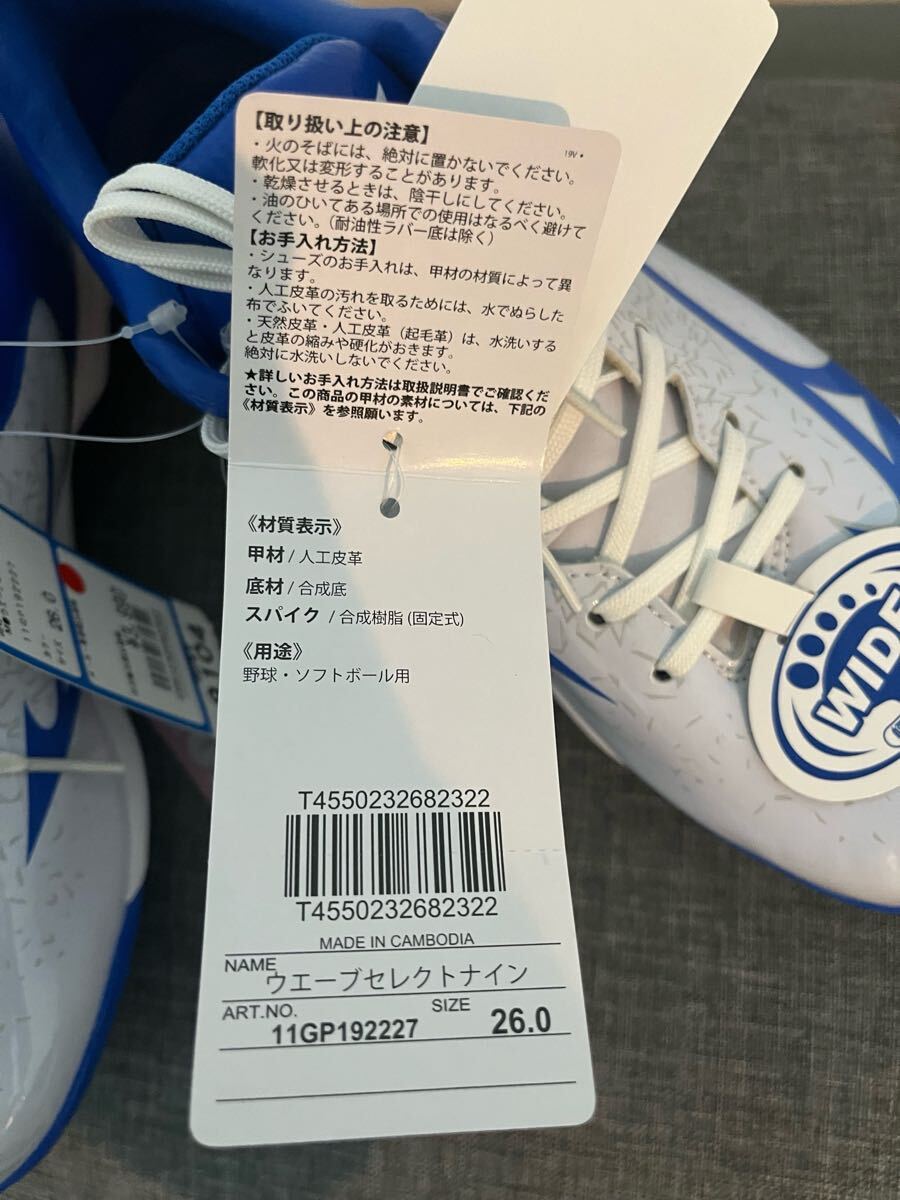 【取り扱い上の注意】
19V •
・火のそばには、絶対に置かないでください。
軟化又は変形することがあります。
・乾燥させるときは、陰干しにしてください。
・油のひいてある場所での使用はなるべく避けて
ください。（耐油性ラバー底は除く）
【お手入れ方法】
・シューズのお手入れは、甲材の材質によって異
なります。
・人工皮革の汚れを取るためには、水でぬらした
布でふいてください。
・天然皮革・人工皮革（起毛革）は、水洗いする
と皮革の縮みや硬化がおきます。
絶対に水洗いしないでください。
★詳しいお手入れ方法は取扱説明書でご確認くだ
さい。この商品の甲材の素材については、下記の
《材質表示》を参照願います。
《材質表示》
甲材 / 人工皮革
底材 / 合成底
スパイク / 合成樹脂 (固定式)
《用途》
野球・ソフトボール用
T4550232682322
T4550232682322
MADE IN CAMBODIA
NAME ウエーブセレクトナイン
ART.NO. 11GP192227 SIZE 26.0
WIDE
11GP192227
サイズ 26.0